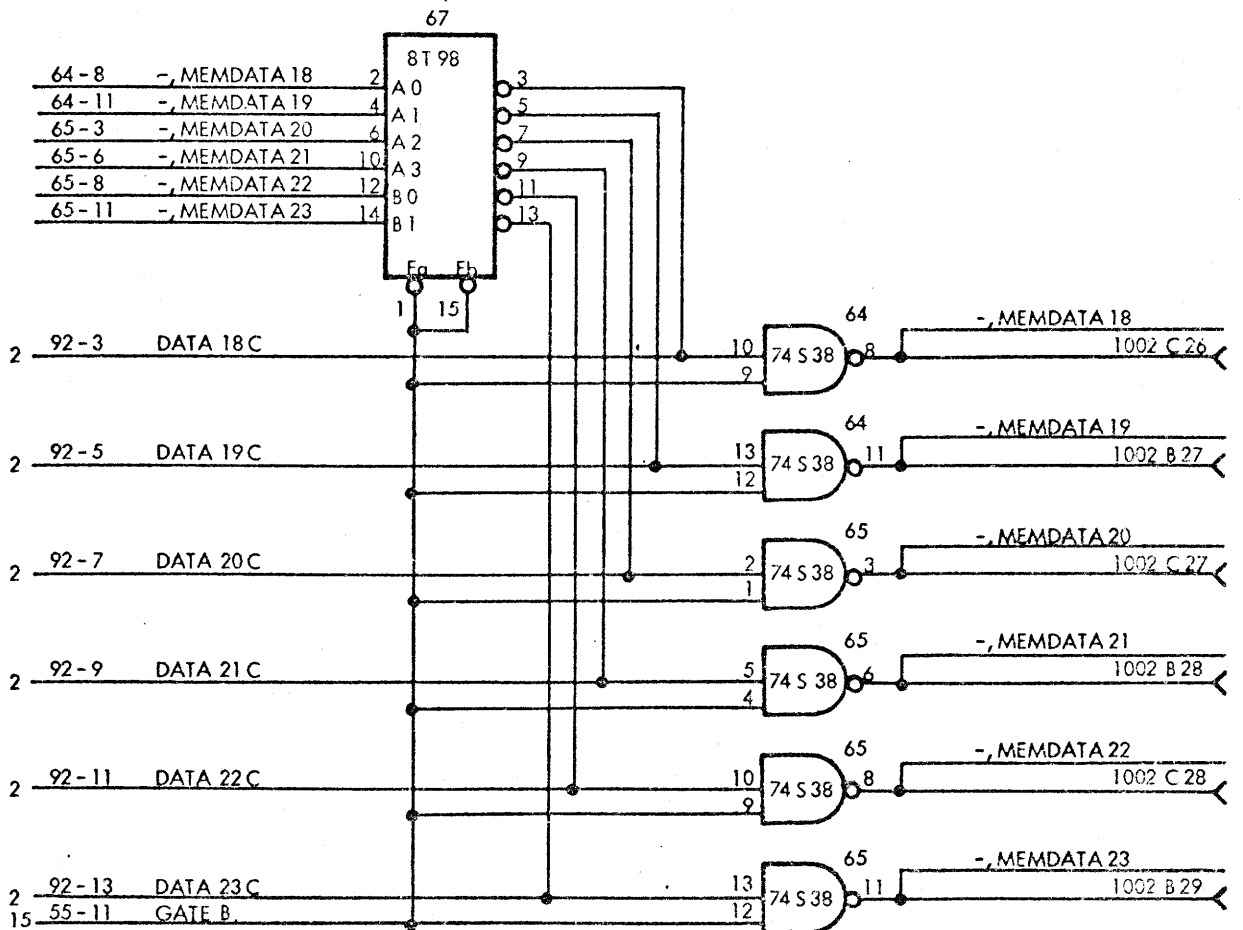 67
8T98
64-8 -,MEMDATA 18 2 A0 3
64-11 -,MEMDATA 19 4 A1 5
65-3 -,MEMDATA 20 6 A2 7
65-6 -,MEMDATA 21 10 A3 9
65-8 -,MEMDATA 22 12 B0 11
65-11 -,MEMDATA 23 14 B1 13
Ea Eb
1 15
64 -,MEMDATA 18
2 92-3 DATA 18C 10 74S38 8 1002 C26
9
64 -,MEMDATA 19
2 92-5 DATA 19C 13 74S38 11 1002 B27
12
65 -,MEMDATA 20
2 92-7 DATA 20C 2 74S38 3 1002 C27
1
65 -,MEMDATA 21
2 92-9 DATA 21C 5 74S38 6 1002 B28
4
65 -,MEMDATA 22
2 92-11 DATA 22C 10 74S38 8 1002 C28
9
65 -,MEMDATA 23
2 92-13 DATA 23C 13 74S38 11 1002 B29
15 55-11 GATE B. 12